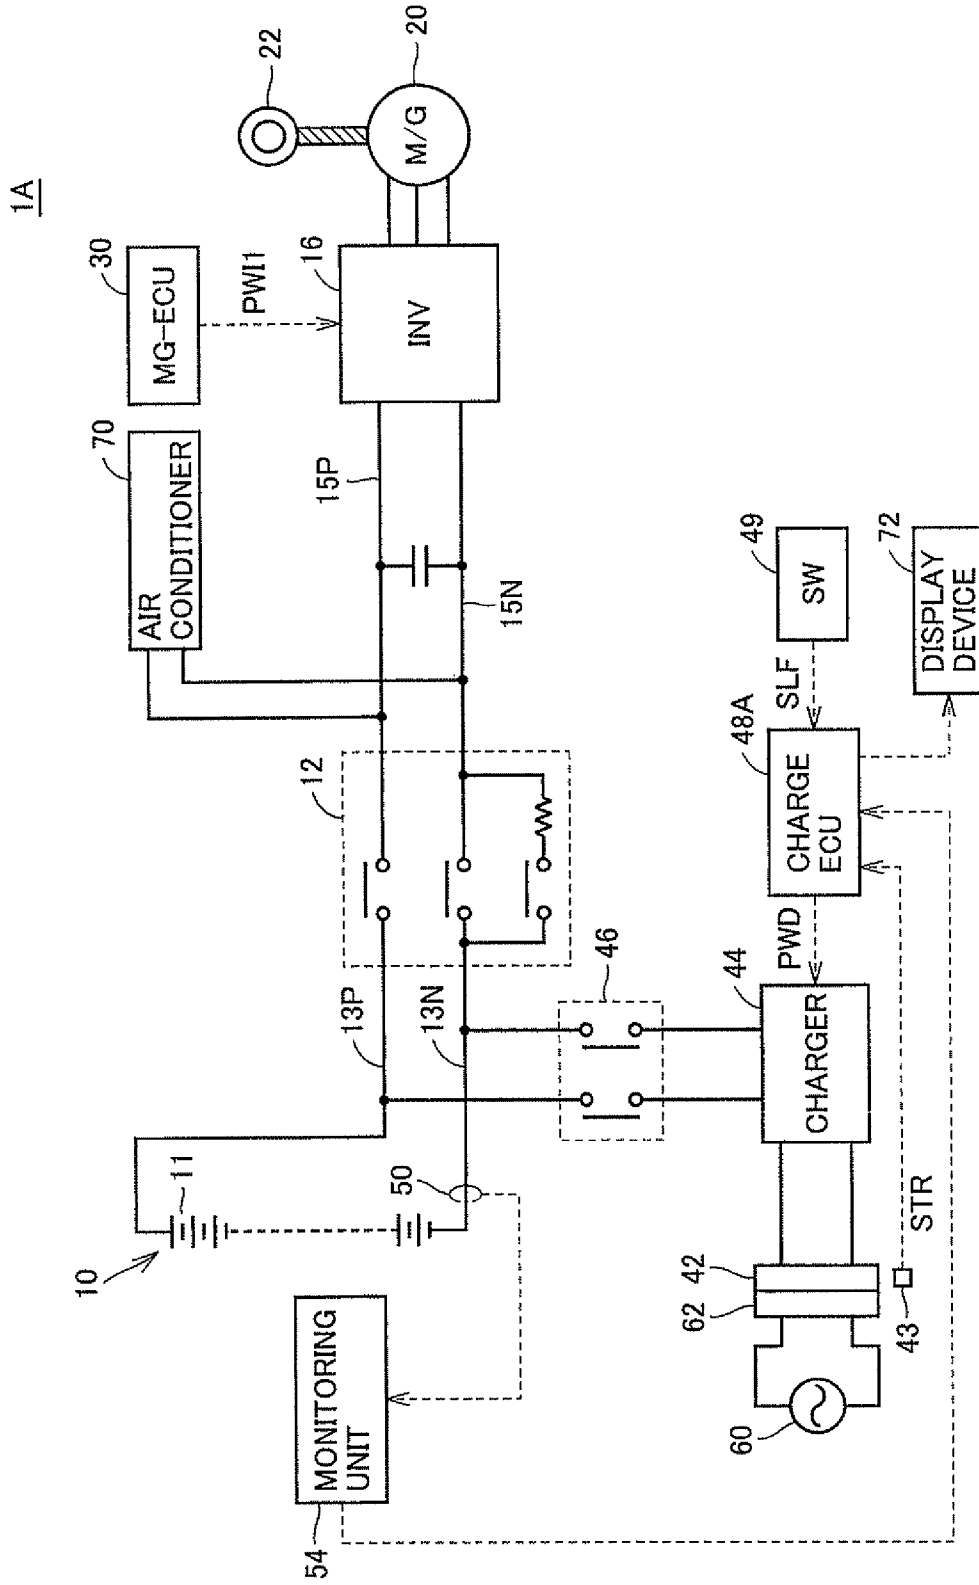 1A
10
11
13P
13N
12
15P
15N
70
AIR
CONDITIONER
30
MG-ECU
PWI1
16
INV
22
20
M/G
54
MONITORING
UNIT
50
46
60
62
42
43
STR
44
CHARGER
PWD
48A
CHARGE
ECU
SLF
49
SW
72
DISPLAY
DEVICE